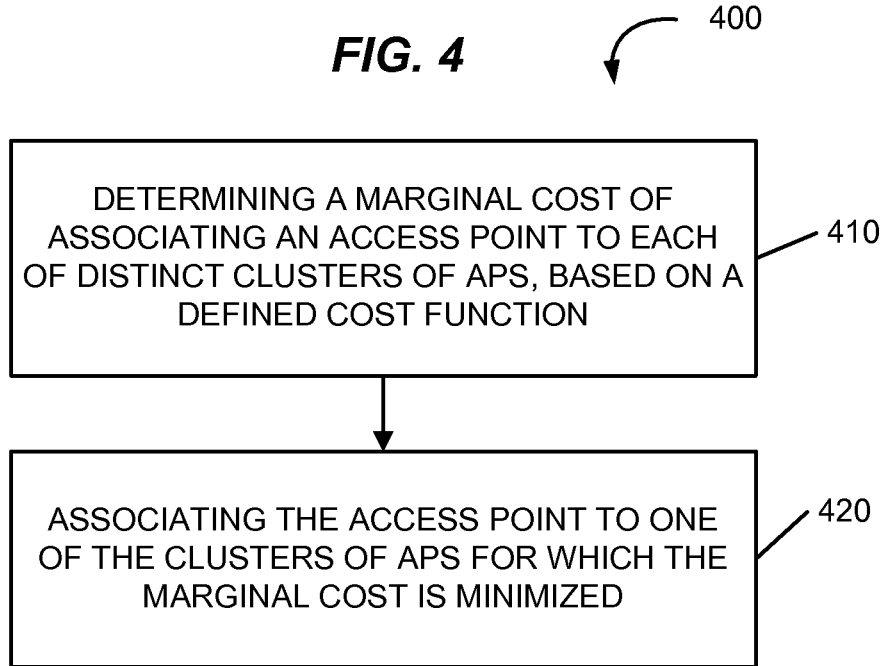 400
FIG. 4
DETERMINING A MARGINAL COST OF
ASSOCIATING AN ACCESS POINT TO EACH
OF DISTINCT CLUSTERS OF APS, BASED ON A
DEFINED COST FUNCTION
410
ASSOCIATING THE ACCESS POINT TO ONE
OF THE CLUSTERS OF APS FOR WHICH THE
MARGINAL COST IS MINIMIZED
420